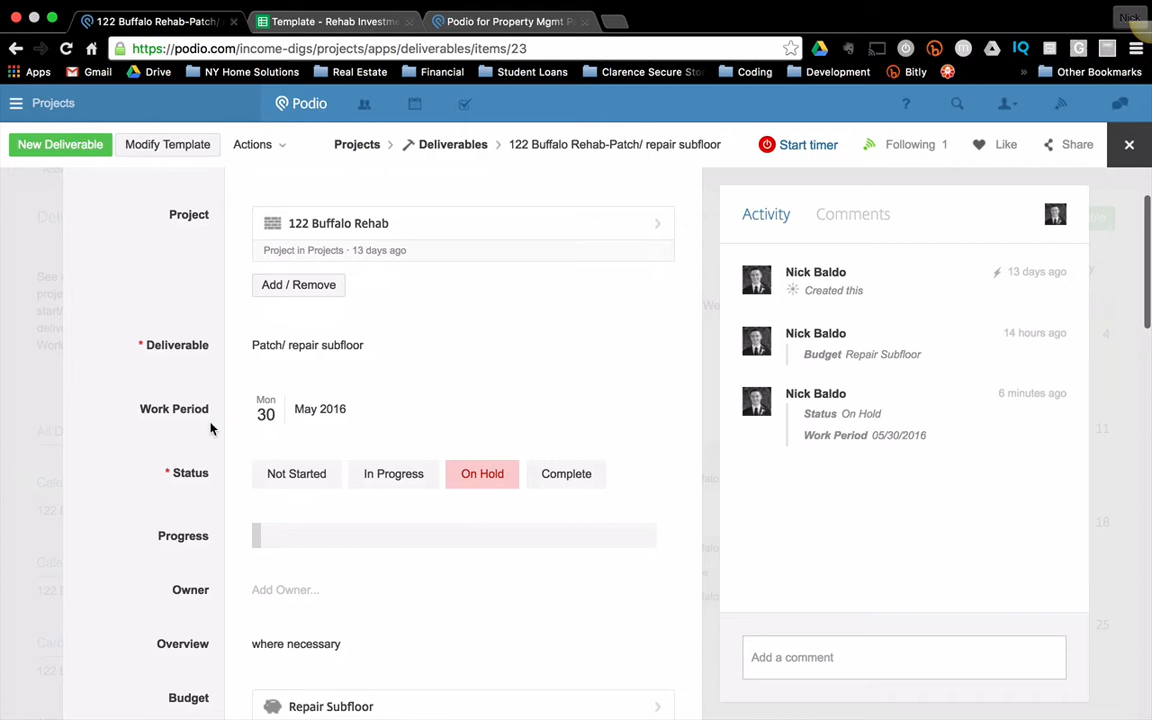 122 Buffalo Rehab-Patch/ Template - Rehab Investme Podio for Property Mgmt P Nick
https://podio.com/income-digs/projects/apps/deliverables/items/23
Apps Gmail Drive NY Home Solutions Real Estate Financial Student Loans Clarence Secure Stor Coding Development Bitly » Other Bookmarks
Projects Podio ?
New Deliverable Modify Template Actions Projects Deliverables 122 Buffalo Rehab-Patch/ repair subfloor Start timer Following 1 Like Share
Project
122 Buffalo Rehab
Project in Projects · 13 days ago
Add / Remove
* Deliverable Patch/ repair subfloor
Work Period Mon 30 May 2016
* Status Not Started In Progress On Hold Complete
Progress
Owner Add Owner...
Overview where necessary
Budget Repair Subfloor
Activity Comments
Nick Baldo 13 days ago
Created this
Nick Baldo 14 hours ago
Budget Repair Subfloor
Nick Baldo 6 minutes ago
Status On Hold
Work Period 05/30/2016
Add a comment
4
11
18
25